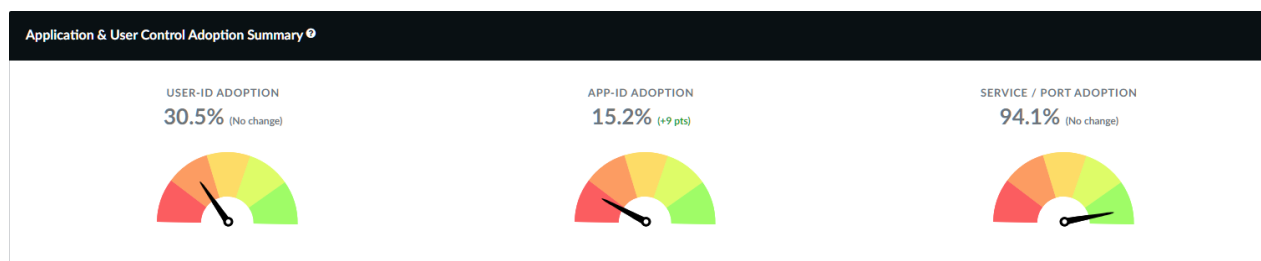 Application & User Control Adoption Summary ?
USER-ID ADOPTION
30.5% (No change)
APP-ID ADOPTION
15.2% (+9 pts)
SERVICE / PORT ADOPTION
94.1% (No change)